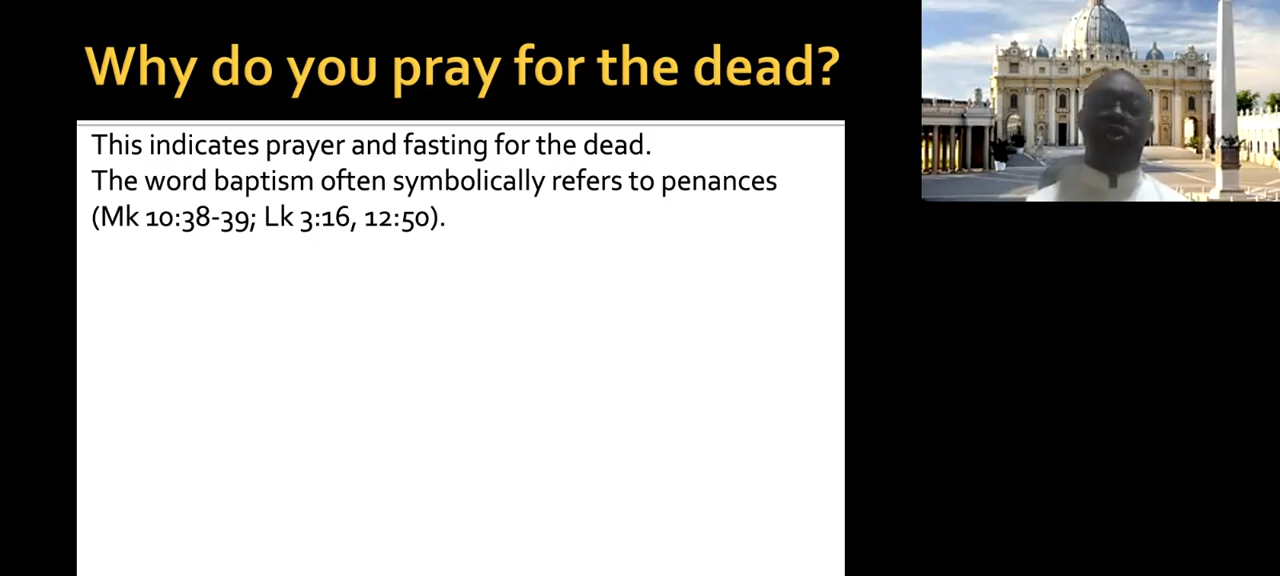 Why do you pray for the dead?
This indicates prayer and fasting for the dead.
The word baptism often symbolically refers to penances
(Mk 10:38-39; Lk 3:16, 12:50).